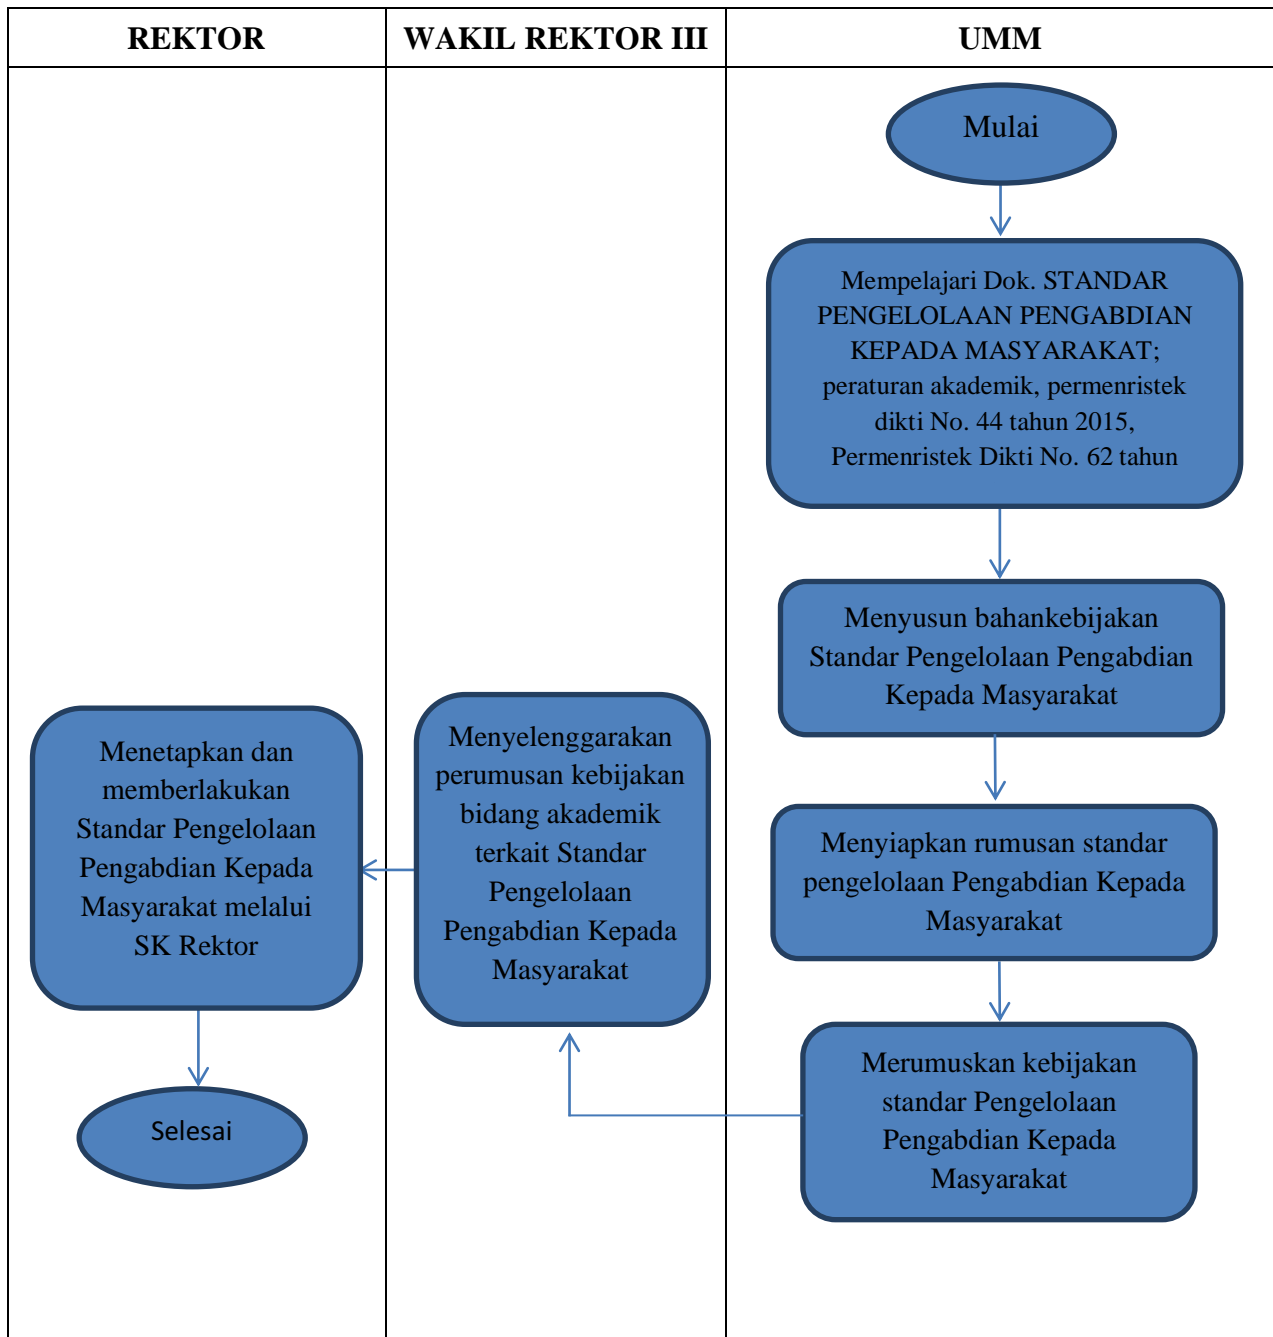 REKTOR
WAKIL REKTOR III
UMM
Mulai
Mempelajari Dok. STANDAR
PENGELOLAAN PENGABDIAN
KEPADA MASYARAKAT;
peraturan akademik, permenristek
dikti No. 44 tahun 2015,
Permenristek Dikti No. 62 tahun
Menyusun bahankebijakan
Standar Pengelolaan Pengabdian
Kepada Masyarakat
Menyiapkan rumusan standar
pengelolaan Pengabdian Kepada
Masyarakat
Merumuskan kebijakan
standar Pengelolaan
Pengabdian Kepada
Masyarakat
Menyelenggarakan
perumusan kebijakan
bidang akademik
terkait Standar
Pengelolaan
Pengabdian Kepada
Masyarakat
Menetapkan dan
memberlakukan
Standar Pengelolaan
Pengabdian Kepada
Masyarakat melalui
SK Rektor
Selesai